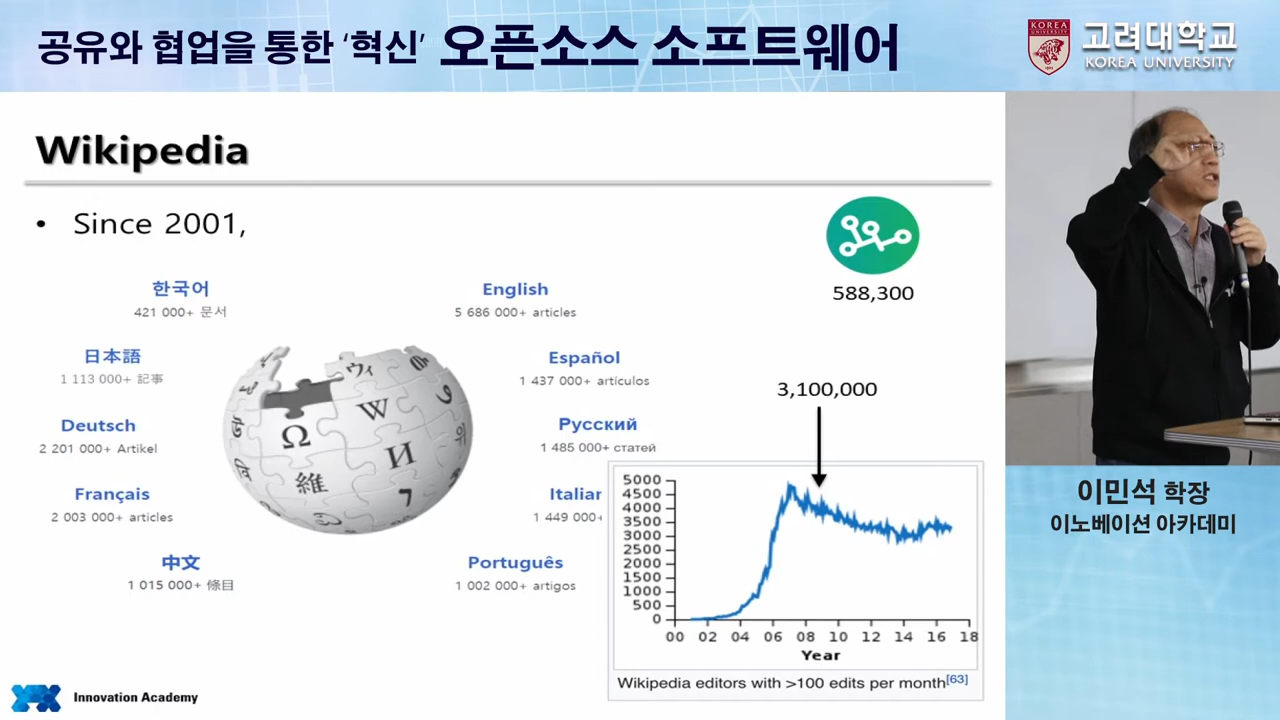 공유와 협업을 통한 ‘혁신’ 오픈소스 소프트웨어
KOREA
UNIVERSITY
고려대학교
KOREA UNIVERSITY
Wikipedia
• Since 2001,
588,300
한국어
421 000+ 문서
English
5 686 000+ articles
日本語
1 113 000+ 記事
Español
1 437 000+ artículos
Deutsch
2 201 000+ Artikel
Русский
1 485 000+ статей
Français
2 003 000+ articles
Italian
1 449 000+
中文
1 015 000+ 條目
Português
1 002 000+ artigos
ウィ
W
Ω
И
維
위
7
3,100,000
5000
4500
4000
3500
3000
2500
2000
1500
1000
500
0
00 02 04 06 08 10 12 14 16 18
Year
Wikipedia editors with >100 edits per month[63]
이민석 학장
이노베이션 아카데미
Innovation Academy